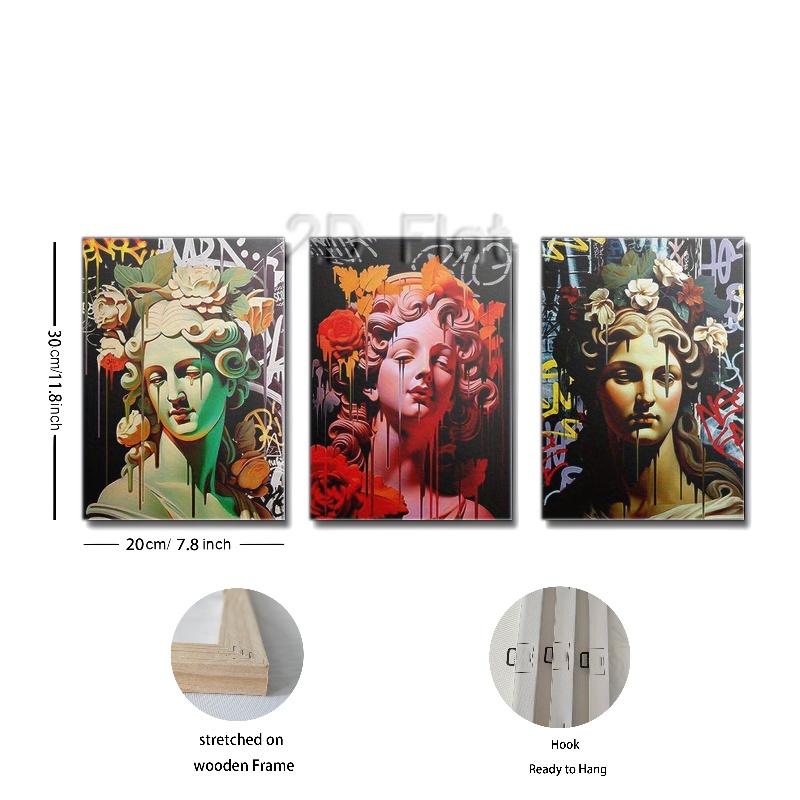 2D Flat
30cm/11.8inch
20cm/ 7.8 inch
stretched on
wooden Frame
Hook
Ready to Hang